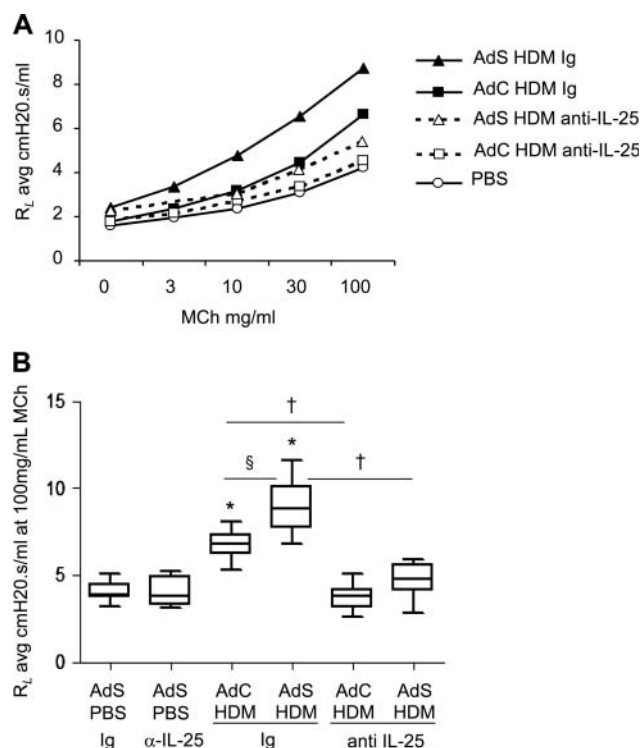 A
R_L avg cmH20.s/ml
10
8
6
4
2
0
0 3 10 30 100
MCh mg/ml
AdS HDM Ig
AdC HDM Ig
AdS HDM anti-IL-25
AdC HDM anti-IL-25
PBS
B
R_L avg cmH20.s/ml at 100mg/mL MCh
15
10
5
0
†
*
§
†
*
AdS AdS AdC AdS AdC AdS
PBS PBS HDM HDM HDM HDM
Ig α-IL-25 Ig anti IL-25